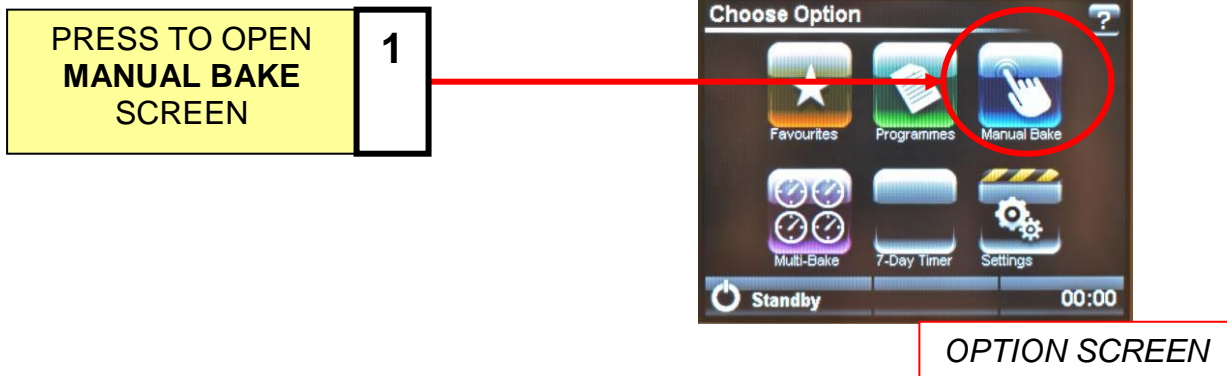 PRESS TO OPEN
MANUAL BAKE
SCREEN
1
Choose Option
?
Favourites
Programmes
Manual Bake
Multi-Bake
7-Day Timer
Settings
Standby
00:00
OPTION SCREEN